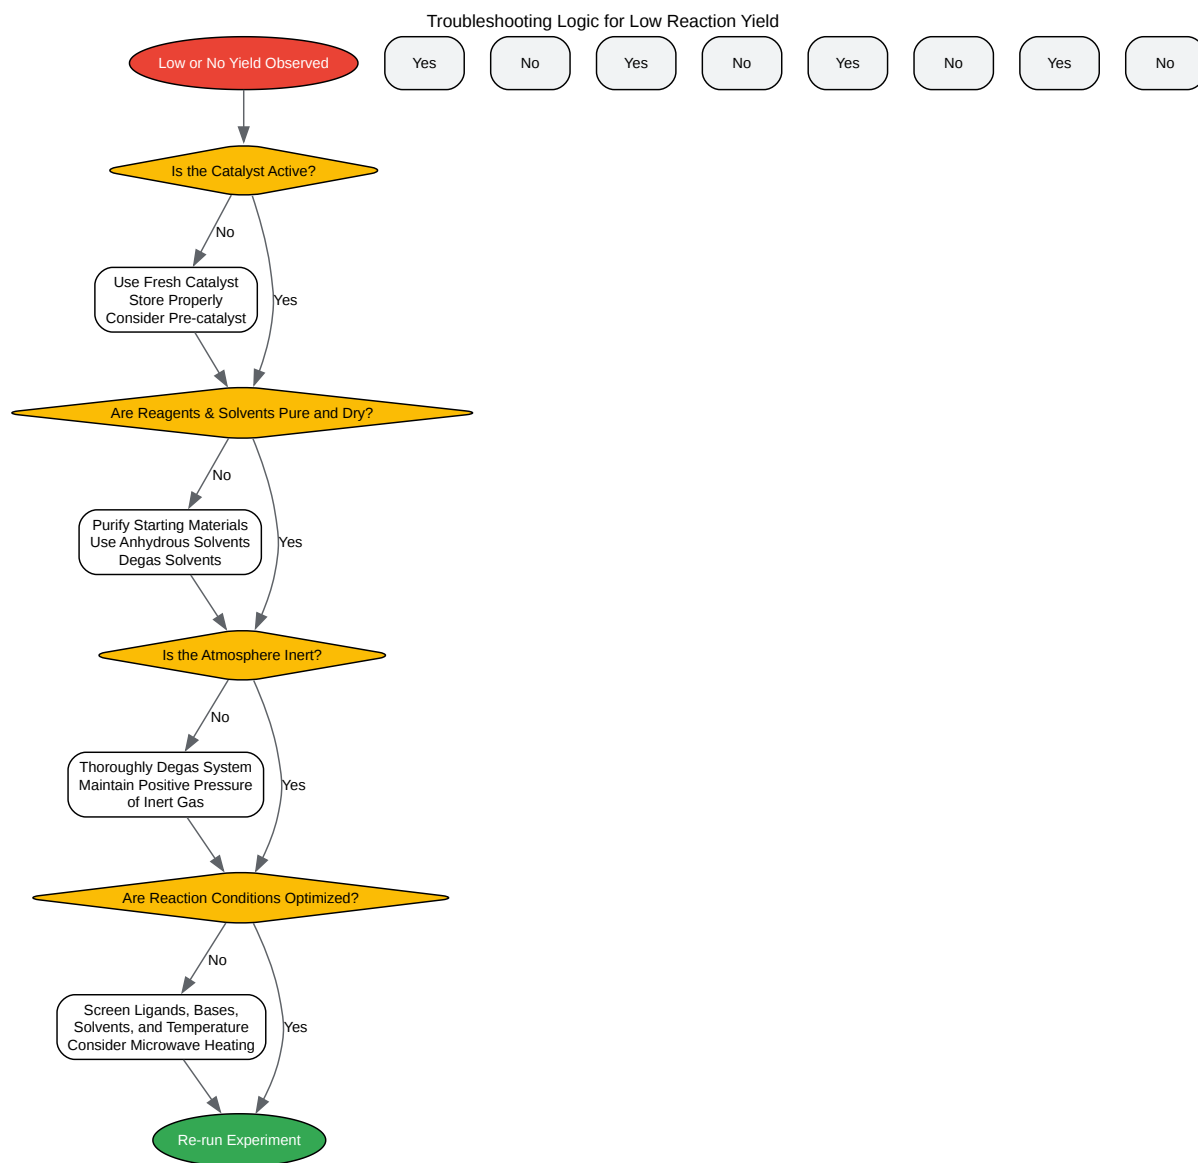 Troubleshooting Logic for Low Reaction Yield
Low or No Yield Observed
Yes
No
Yes
No
Yes
No
Yes
No
Is the Catalyst Active?
No
Use Fresh Catalyst
Store Properly
Consider Pre-catalyst
Yes
Are Reagents & Solvents Pure and Dry?
No
Purify Starting Materials
Use Anhydrous Solvents
Degas Solvents
Yes
Is the Atmosphere Inert?
No
Thoroughly Degas System
Maintain Positive Pressure
of Inert Gas
Yes
Are Reaction Conditions Optimized?
No
Screen Ligands, Bases,
Solvents, and Temperature
Consider Microwave Heating
Yes
Re-run Experiment